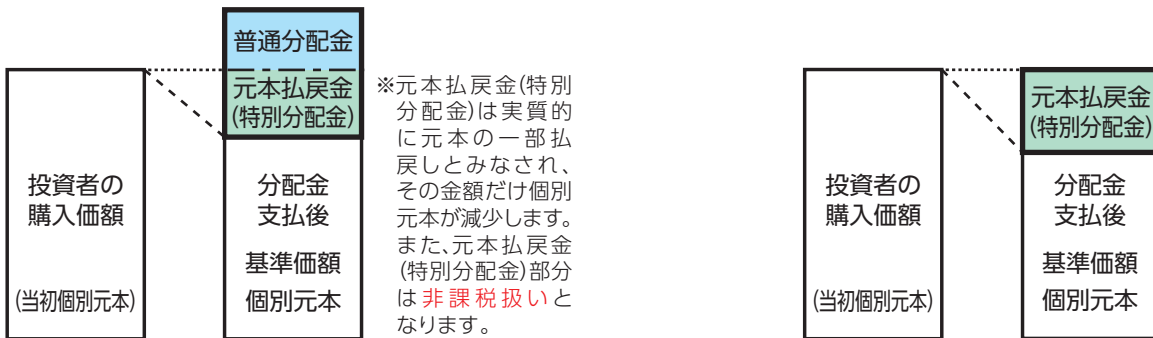 普通分配金
元本払戻金
(特別分配金)
投資者の
購入価額
(当初個別元本)
分配金
支払後
基準価額
個別元本
※元本払戻金(特別
分配金)は実質的
に元本の一部払
戻しとみなされ、
その金額だけ個別
元本が減少します。
また、元本払戻金
(特別分配金)部分
は非課税扱いと
なります。
元本払戻金
(特別分配金)
投資者の
購入価額
(当初個別元本)
分配金
支払後
基準価額
個別元本